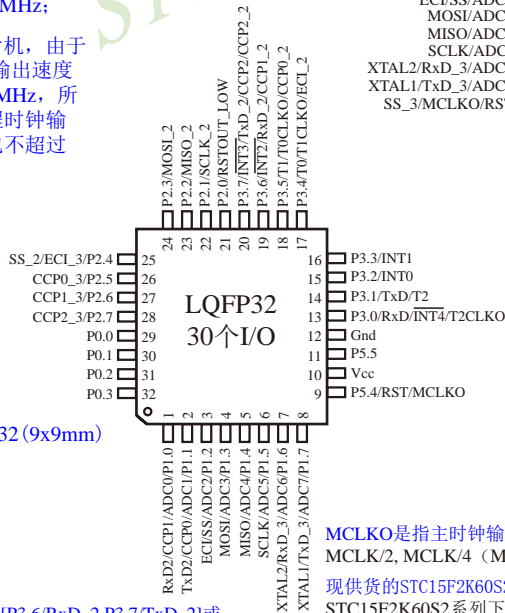 MHz；
片机，由于
输出速度
MHz，所
程时钟输
也不超过
ECI/SS/ADC
MOSI/ADC
MISO/ADC
SCLK/ADC
XTAL2/RxD_3/ADC
XTAL1/TxD_3/ADC
SS_3/MCLKO/RS
P2.3/MOSI_2
P2.2/MISO_2
P2.1/SCLK_2
P2.0/RSTOUT_LOW
P3.7/INT3/TxD_2/CCP2/CCP2_2
P3.6/INT2/RxD_2/CCP1_2
P3.5/T1/T0CLKO/CCP0_2
P3.4/T0/T1CLKO/ECI_2
24 23 22 21 20 19 18 17
SS_2/ECI_3/P2.4 25
CCP0_3/P2.5 26
CCP1_3/P2.6 27
CCP2_3/P2.7 28
P0.0 29
P0.1 30
P0.2 31
P0.3 32
LQFP32
30个I/O
16 P3.3/INT1
15 P3.2/INT0
14 P3.1/TxD/T2
13 P3.0/RxD/INT4/T2CLKO
12 Gnd
11 P5.5
10 Vcc
9 P5.4/RST/MCLKO
1 2 3 4 5 6 7 8
RxD2/CCP1/ADC0/P1.0
TxD2/CCP0/ADC1/P1.1
ECI/SS/ADC2/P1.2
MOSI/ADC3/P1.3
MISO/ADC4/P1.4
SCLK/ADC5/P1.5
XTAL2/RxD_3/ADC6/P1.6
XTAL1/TxD_3/ADC7/P1.7
32(9x9mm)
MCLKO是指主时钟输
MCLK/2, MCLK/4（M
现供货的STC15F2K60S2
STC15F2K60S2系列下
[P3.6/RxD_2,P3.7/TxD_2]或